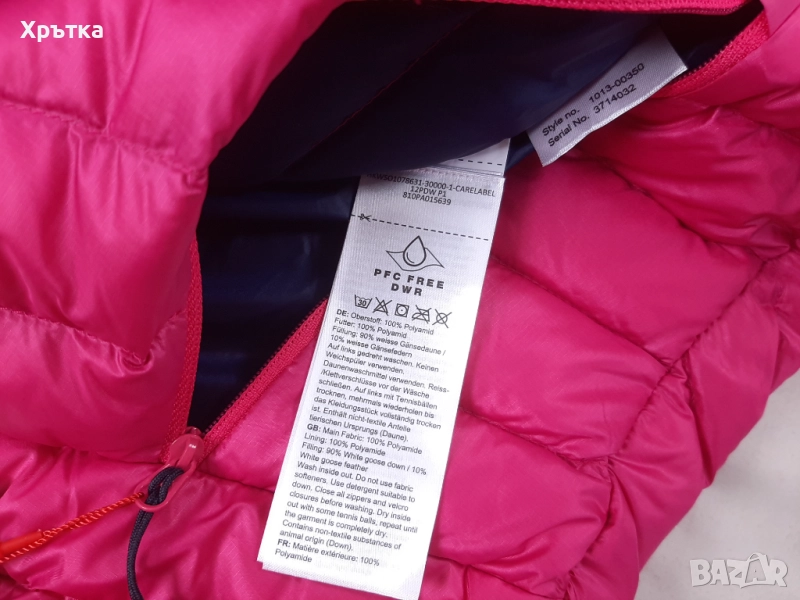 Хрътка
Style no. 1013-00350
Serial No. 3714032
01078631-30000-1-CARELABEL
12PDW P1
81DPA015639
PFC FREE
DWR
30
DE: Oberstoff: 100% Polyamid
Futter: 100% Polyamid
Füllung: 90% weisse Gänsedaune /
10% weisse Gänsefedern
Auf links gedreht waschen. Keinen
Weichspüler verwenden.
Daunenwaschmittel verwenden. Reiss-
/Klettverschlüsse vor der Wäsche
schließen. Auf links mit Tennisbällen
trocknen, mehrmals wiederholen bis
das Kleidungsstück vollständig trocken
ist. Enthält nicht-textile Anteile
tierischen Ursprungs (Daune).
GB: Main Fabric: 100% Polyamide
Lining: 100% Polyamide
Filling: 90% White goose down / 10%
White goose feather
Wash inside out. Do not use fabric
softeners. Use detergent suitable to
down. Close all zippers and velcro
closures before washing. Dry inside
out with some tennis balls, repeat until
the garment is completely dry.
Contains non-textile substances of
animal origin (Down).
FR: Matière extérieure: 100%
Polyamide
BAZAR